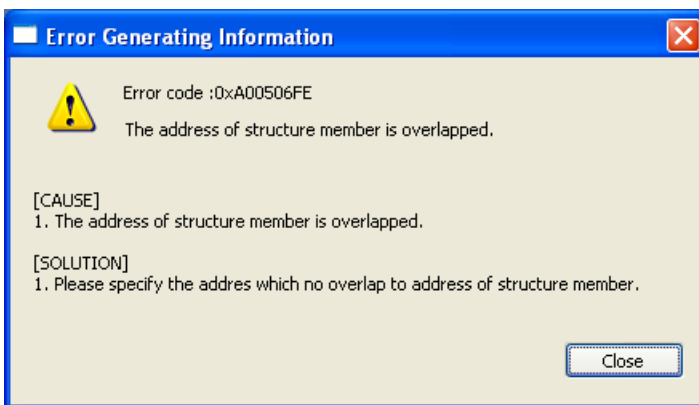 Error Generating Information
Error code :0xA00506FE
The address of structure member is overlapped.
[CAUSE]
1. The address of structure member is overlapped.
[SOLUTION]
1. Please specify the addres which no overlap to address of structure member.
Close